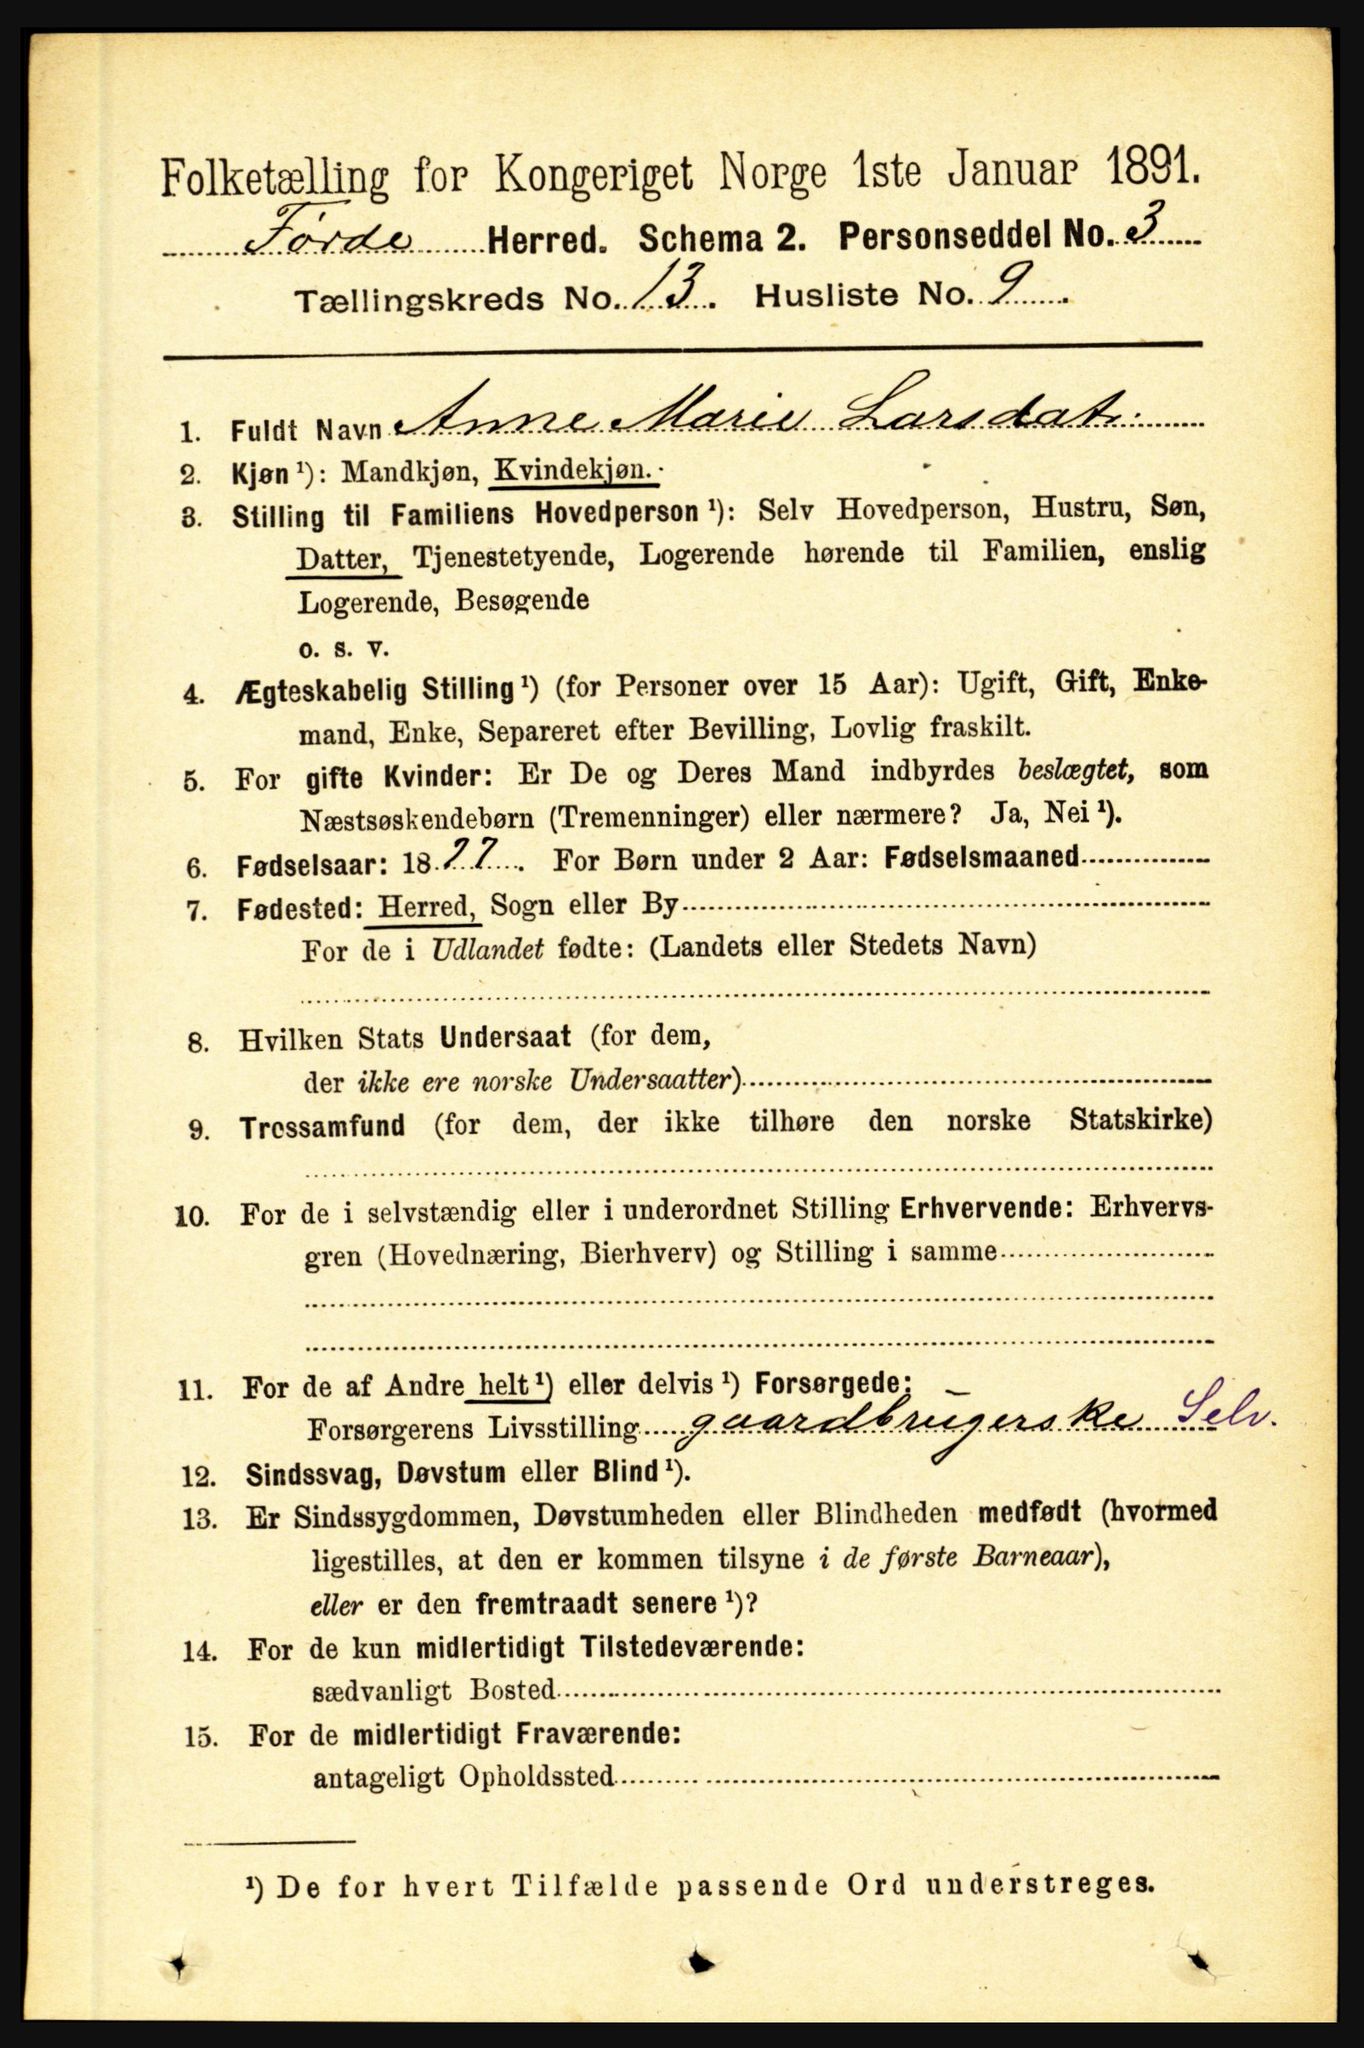 Folketælling for Kongeriget Norge 1ste Januar 1891.
Førde Herred. Schema 2. Personseddel No. 3
Tællingskreds No. 13. Husliste No. 9.
1. Fuldt Navn Anne Marie Larsdatr.
2. Kjøn ¹): Mandkjøn, Kvindekjøn.
3. Stilling til Familiens Hovedperson ¹): Selv Hovedperson, Hustru, Søn,
Datter, Tjenestetyende, Logerende hørende til Familien, enslig
Logerende, Besøgende
o. s. v.
4. Ægteskabelig Stilling ¹) (for Personer over 15 Aar): Ugift, Gift, Enke-
mand, Enke, Separeret efter Bevilling, Lovlig fraskilt.
5. For gifte Kvinder: Er De og Deres Mand indbyrdes beslægtet, som
Næstsøskendebørn (Tremenninger) eller nærmere? Ja, Nei ¹).
6. Fødselsaar: 1877. For Børn under 2 Aar: Fødselsmaaned
7. Fødested: Herred, Sogn eller By
For de i Udlandet fødte: (Landets eller Stedets Navn)
8. Hvilken Stats Undersaat (for dem,
der ikke ere norske Undersaatter)
9. Trossamfund (for dem, der ikke tilhøre den norske Statskirke)
10. For de i selvstændig eller i underordnet Stilling Erhvervende: Erhvervs-
gren (Hovednæring, Bierhverv) og Stilling i samme
11. For de af Andre helt ¹) eller delvis ¹) Forsørgede:
Forsørgerens Livsstilling gaardbrugerske Selv.
12. Sindssvag, Døvstum eller Blind ¹).
13. Er Sindssygdommen, Døvstumheden eller Blindheden medfødt (hvormed
ligestilles, at den er kommen tilsyne i de første Barneaar),
eller er den fremtraadt senere ¹)?
14. For de kun midlertidigt Tilstedeværende:
sædvanligt Bosted
15. For de midlertidigt Fraværende:
antageligt Opholdssted
¹) De for hvert Tilfælde passende Ord understreges.